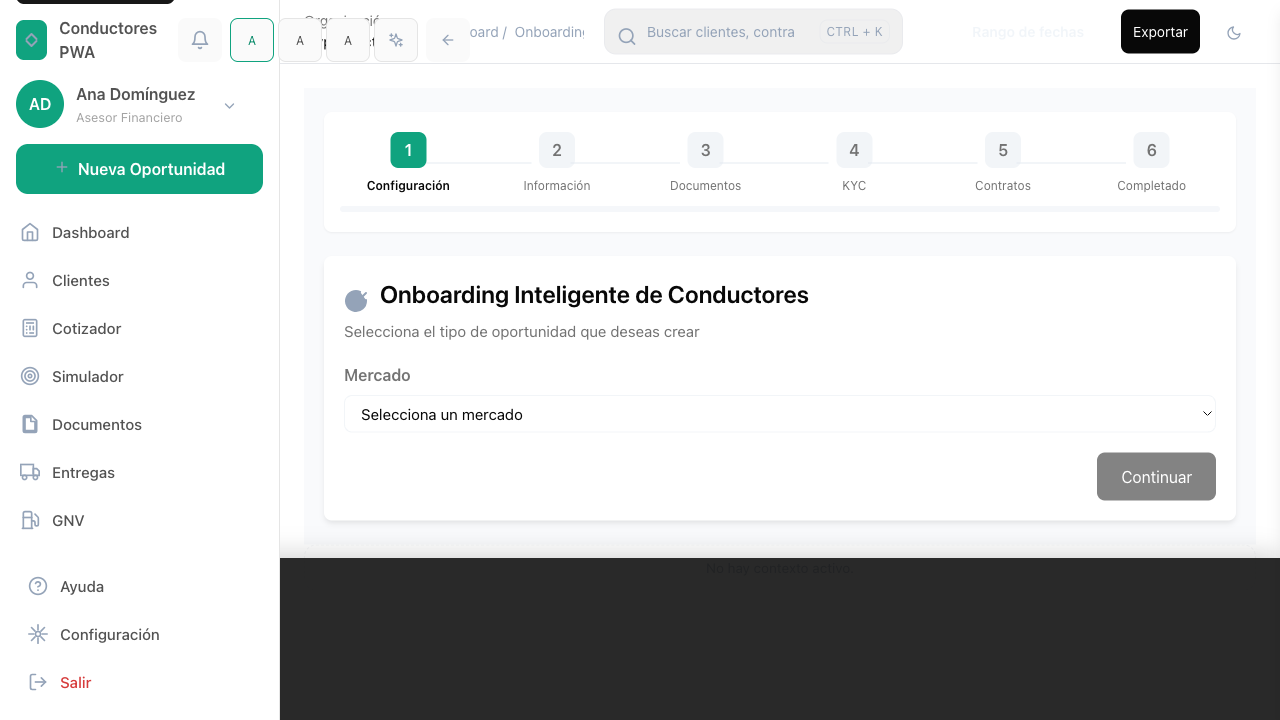 Conductores
PWA
A
A
A
AD
Ana Domínguez
Asesor Financiero
Nueva Oportunidad
Dashboard
Clientes
Cotizador
Simulador
Documentos
Entregas
GNV
Ayuda
Configuración
Salir
oard / Onboarding
Buscar clientes, contra
CTRL + K
Rango de fechas
Exportar
1
2
3
4
5
6
Configuración
Información
Documentos
KYC
Contratos
Completado
Onboarding Inteligente de Conductores
Selecciona el tipo de oportunidad que deseas crear
Mercado
Selecciona un mercado
Continuar
No hay contexto activo.